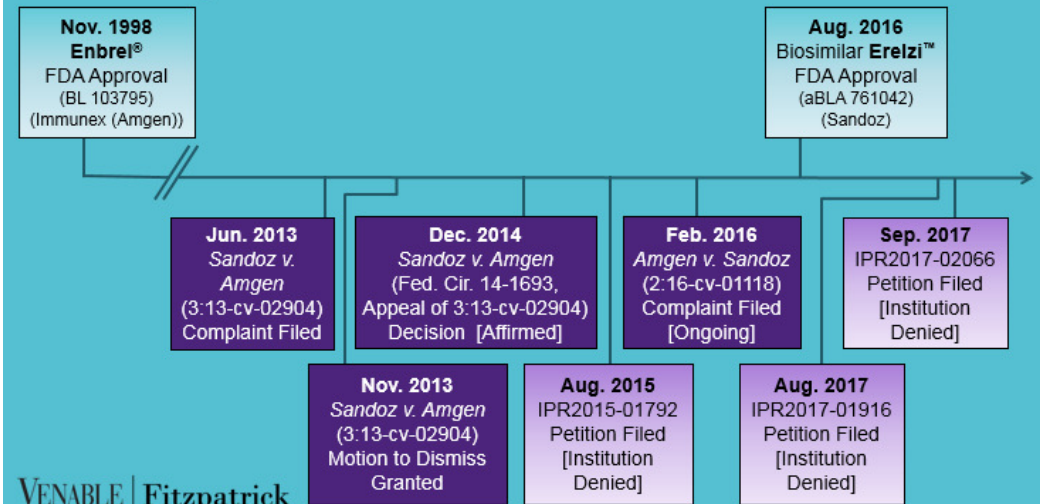 Nov. 1998
Enbrel®
FDA Approval
(BL 103795)
(Immunex (Amgen))
Aug. 2016
Biosimilar Erelzi™
FDA Approval
(aBLA 761042)
(Sandoz)
Jun. 2013
Sandoz v.
Amgen
(3:13-cv-02904)
Complaint Filed
Dec. 2014
Sandoz v. Amgen
(Fed. Cir. 14-1693,
Appeal of 3:13-cv-02904)
Decision [Affirmed]
Feb. 2016
Amgen v. Sandoz
(2:16-cv-01118)
Complaint Filed
[Ongoing]
Sep. 2017
IPR2017-02066
Petition Filed
[Institution
Denied]
Nov. 2013
Sandoz v. Amgen
(3:13-cv-02904)
Motion to Dismiss
Granted
Aug. 2015
IPR2015-01792
Petition Filed
[Institution
Denied]
Aug. 2017
IPR2017-01916
Petition Filed
[Institution
Denied]
VENABLE | Fitzpatrick